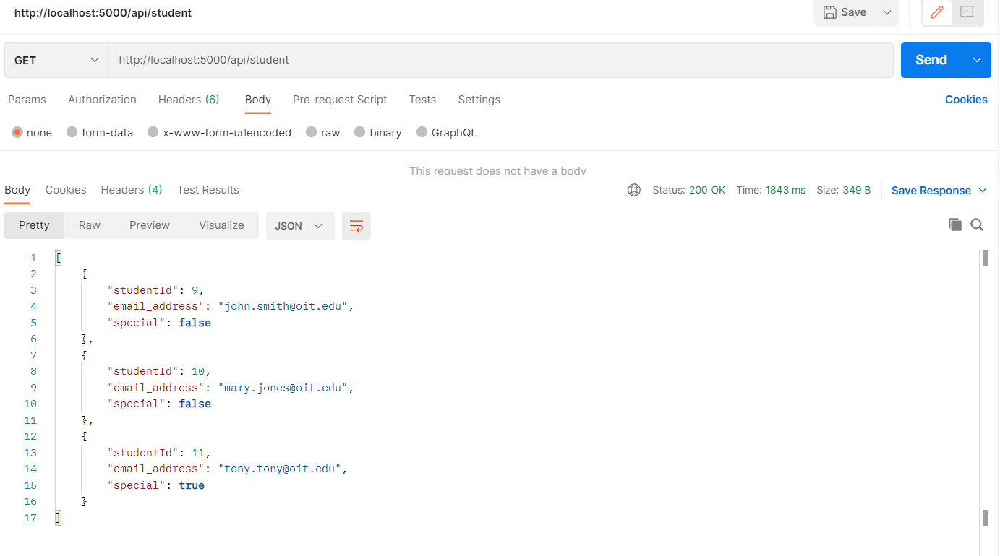 http://localhost:5000/api/student
Save
GET http://localhost:5000/api/student Send
Params Authorization Headers (6) Body Pre-request Script Tests Settings Cookies
none form-data x-www-form-urlencoded raw binary GraphQL
This request does not have a body
Body Cookies Headers (4) Test Results Status: 200 OK Time: 1843 ms Size: 349 B Save Response
Pretty Raw Preview Visualize JSON
1 [
2 {
3 "studentId": 9,
4 "email_address": "john.smith@oit.edu",
5 "special": false
6 },
7 {
8 "studentId": 10,
9 "email_address": "mary.jones@oit.edu",
10 "special": false
11 },
12 {
13 "studentId": 11,
14 "email_address": "tony.tony@oit.edu",
15 "special": true
16 }
17 ]